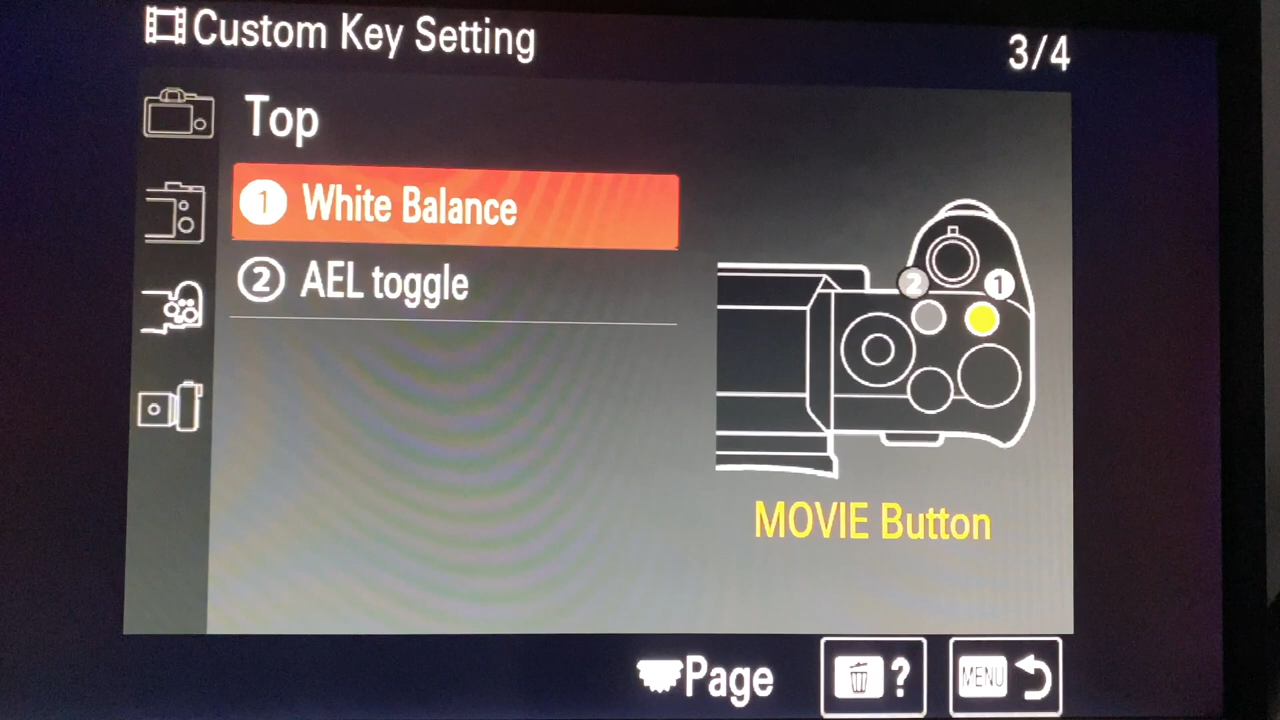 Custom Key Setting
3/4
Top
1 White Balance
2 AEL toggle
2 1
MOVIE Button
Page
?
MENU